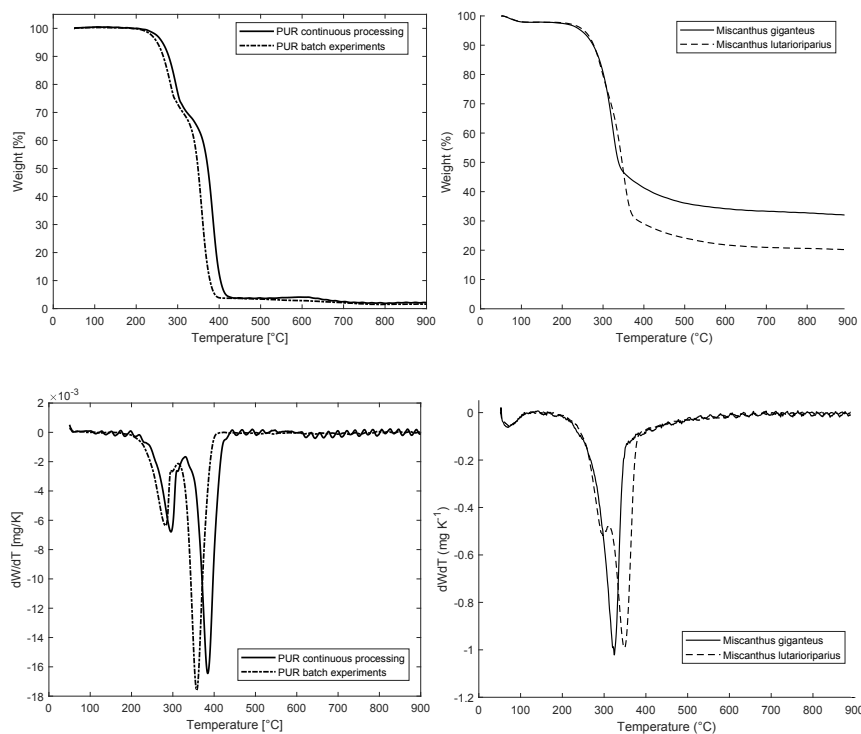 PUR continuous processing
PUR batch experiments
Weight [%]
100
90
80
70
60
50
40
30
20
10
0
0 100 200 300 400 500 600 700 800 900
Temperature [°C]
Miscanthus giganteus
Miscanthus lutarioriparius
Weight (%)
100
90
80
70
60
50
40
30
20
10
0
0 100 200 300 400 500 600 700 800 900
Temperature (°C)
×10⁻³
dW/dT [mg/K]
2
0
-2
-4
-6
-8
-10
-12
-14
-16
-18
PUR continuous processing
PUR batch experiments
0 100 200 300 400 500 600 700 800 900
Temperature [°C]
dWdT (mg K⁻¹)
0
-0.2
-0.4
-0.6
-0.8
-1
-1.2
Miscanthus giganteus
Miscanthus lutarioriparius
0 100 200 300 400 500 600 700 800 900
Temperature (°C)